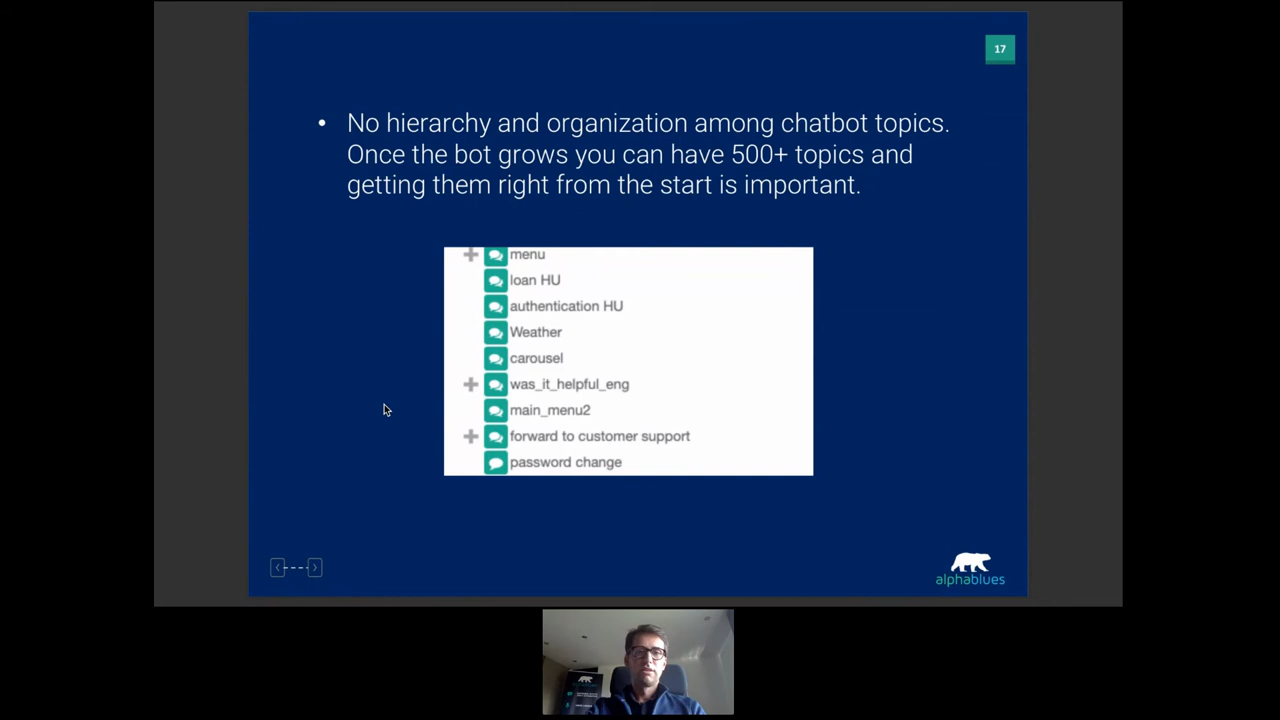 17
• No hierarchy and organization among chatbot topics.
Once the bot grows you can have 500+ topics and
getting them right from the start is important.
menu
loan HU
authentication HU
Weather
carousel
was_it_helpful_eng
main_menu2
forward to customer support
password change
alphablues